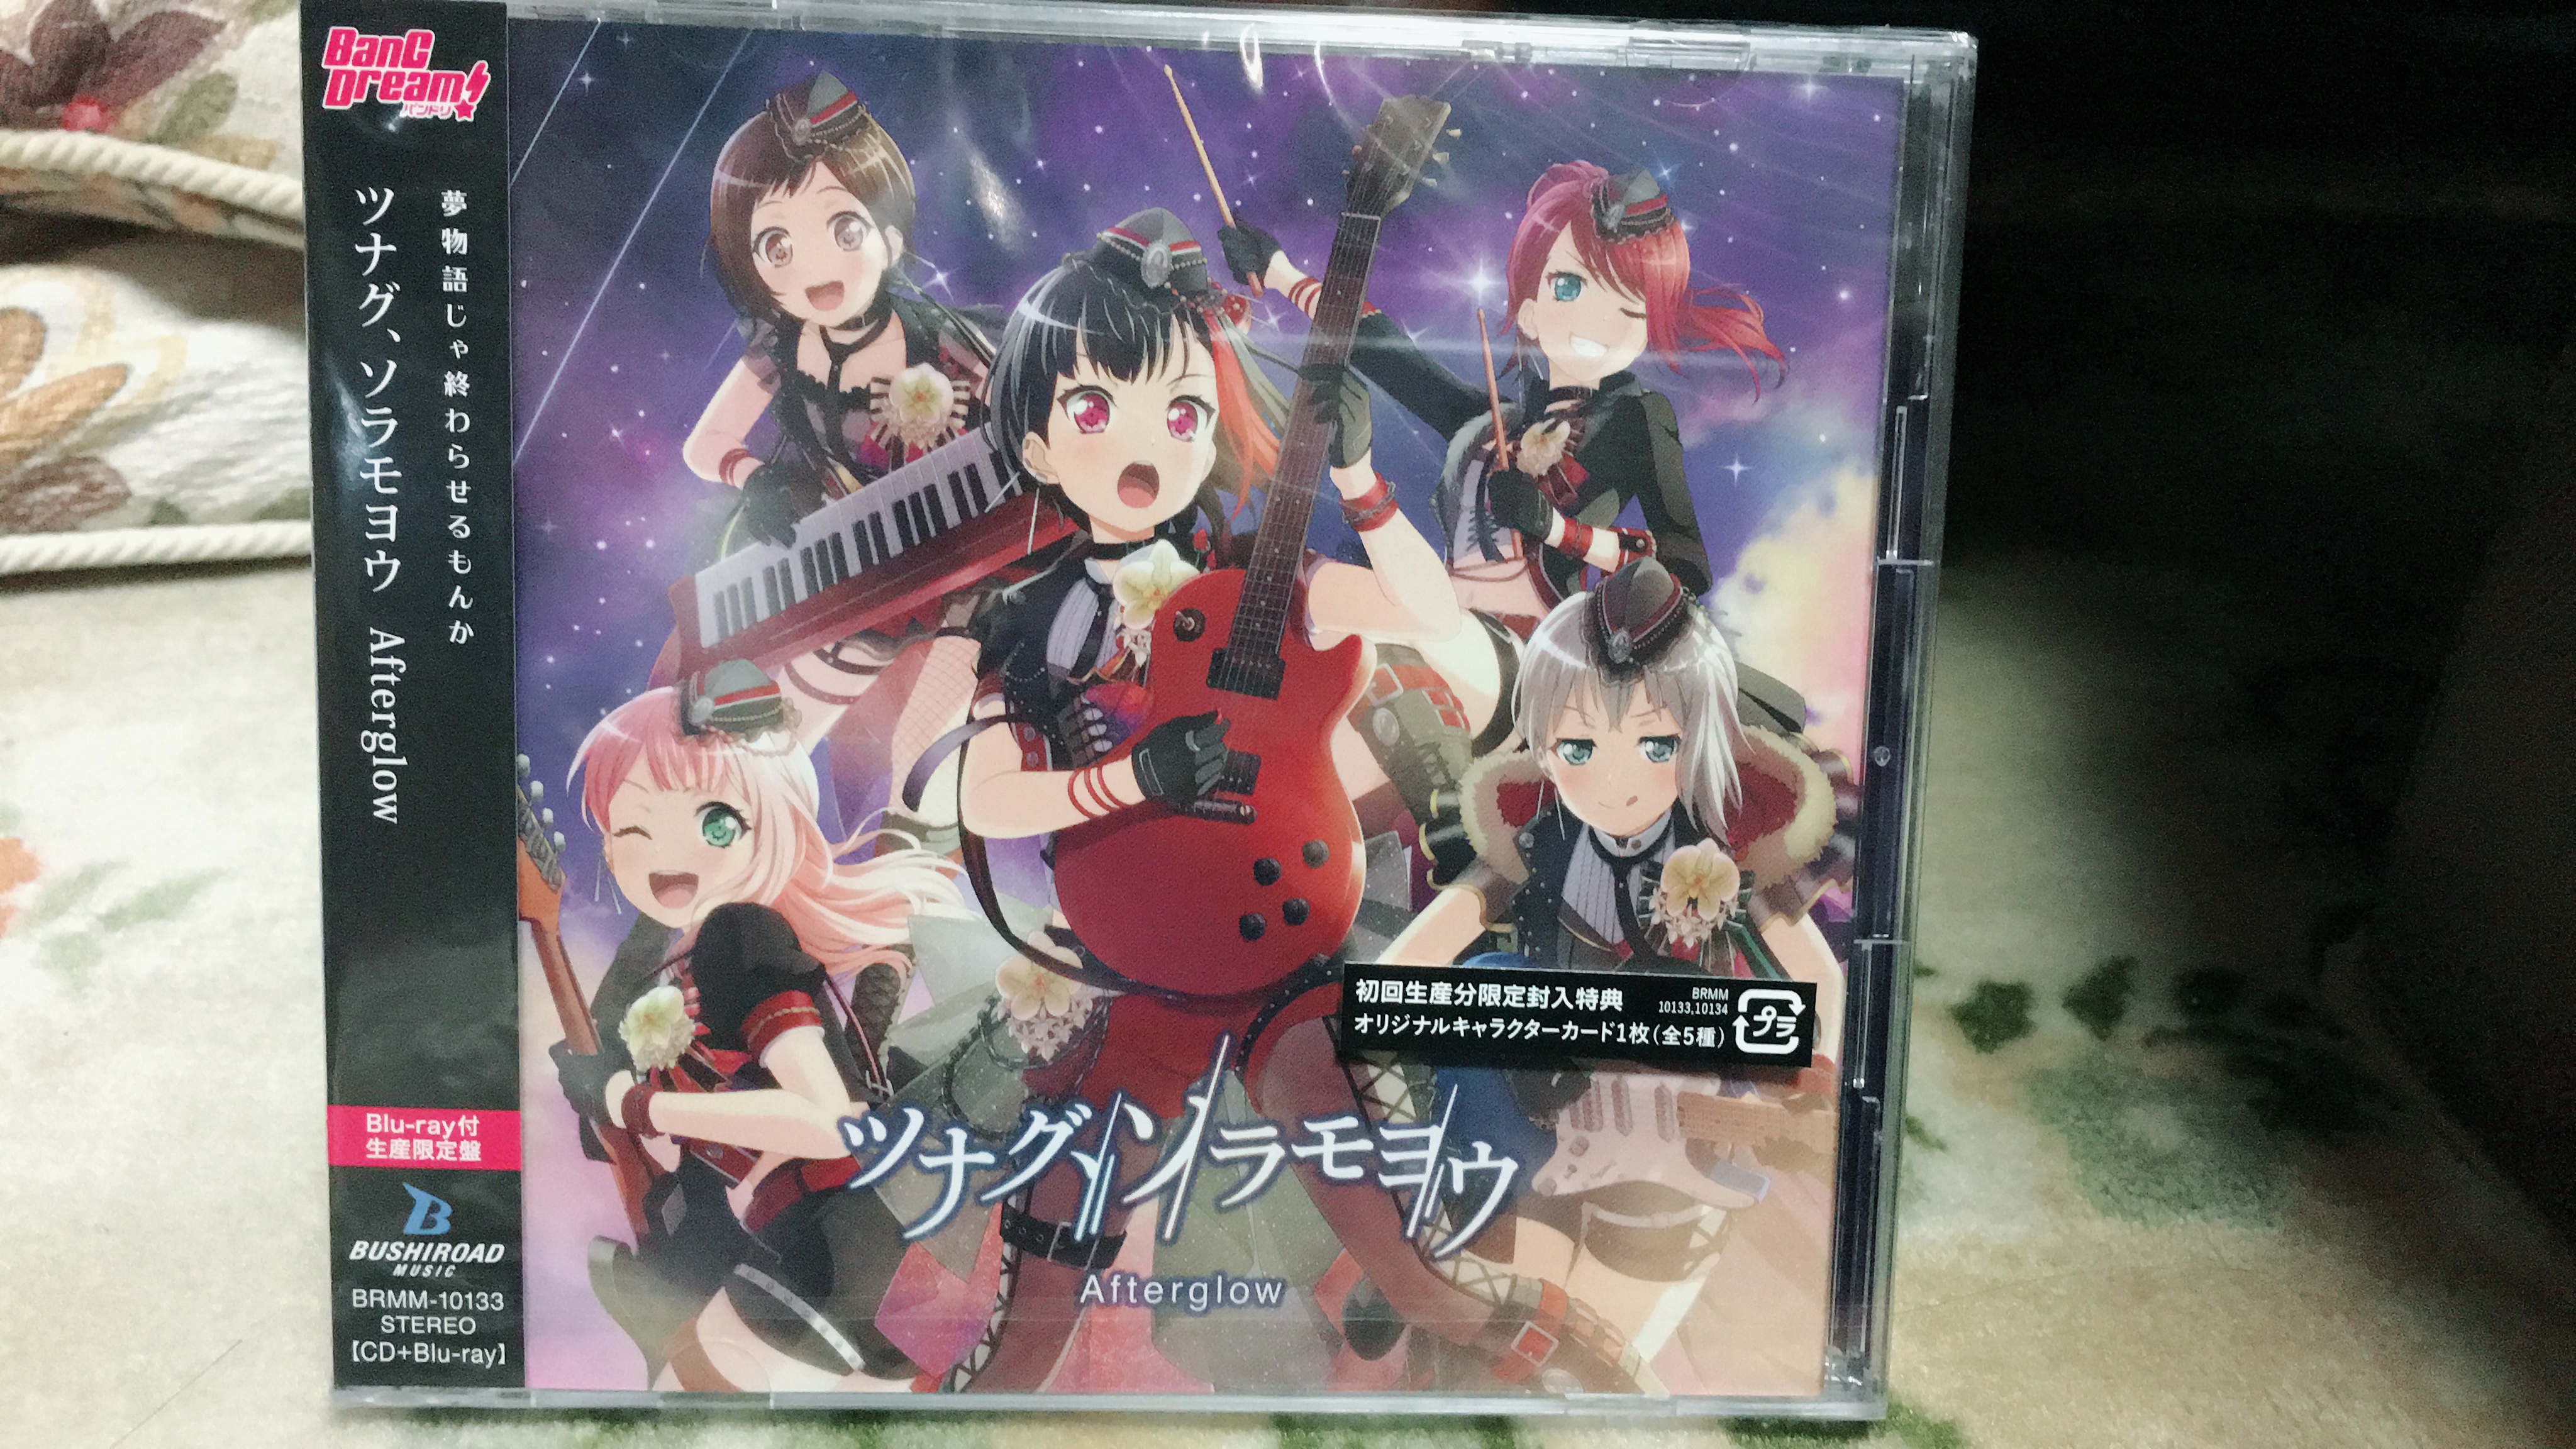 BanG
Dream!
バンドリ
夢物語じゃ終わらせるもんか
ツナグ、ソラモヨウ Afterglow
Blu-ray付
生産限定盤
B
BUSHIROAD
MUSIC
BRMM-10133
STEREO
【CD+Blu-ray】
初回生産分限定封入特典
オリジナルキャラクターカード1枚(全5種)
BRMM
10133,10134
プラ
ツナグ、ソラモヨウ
Afterglow